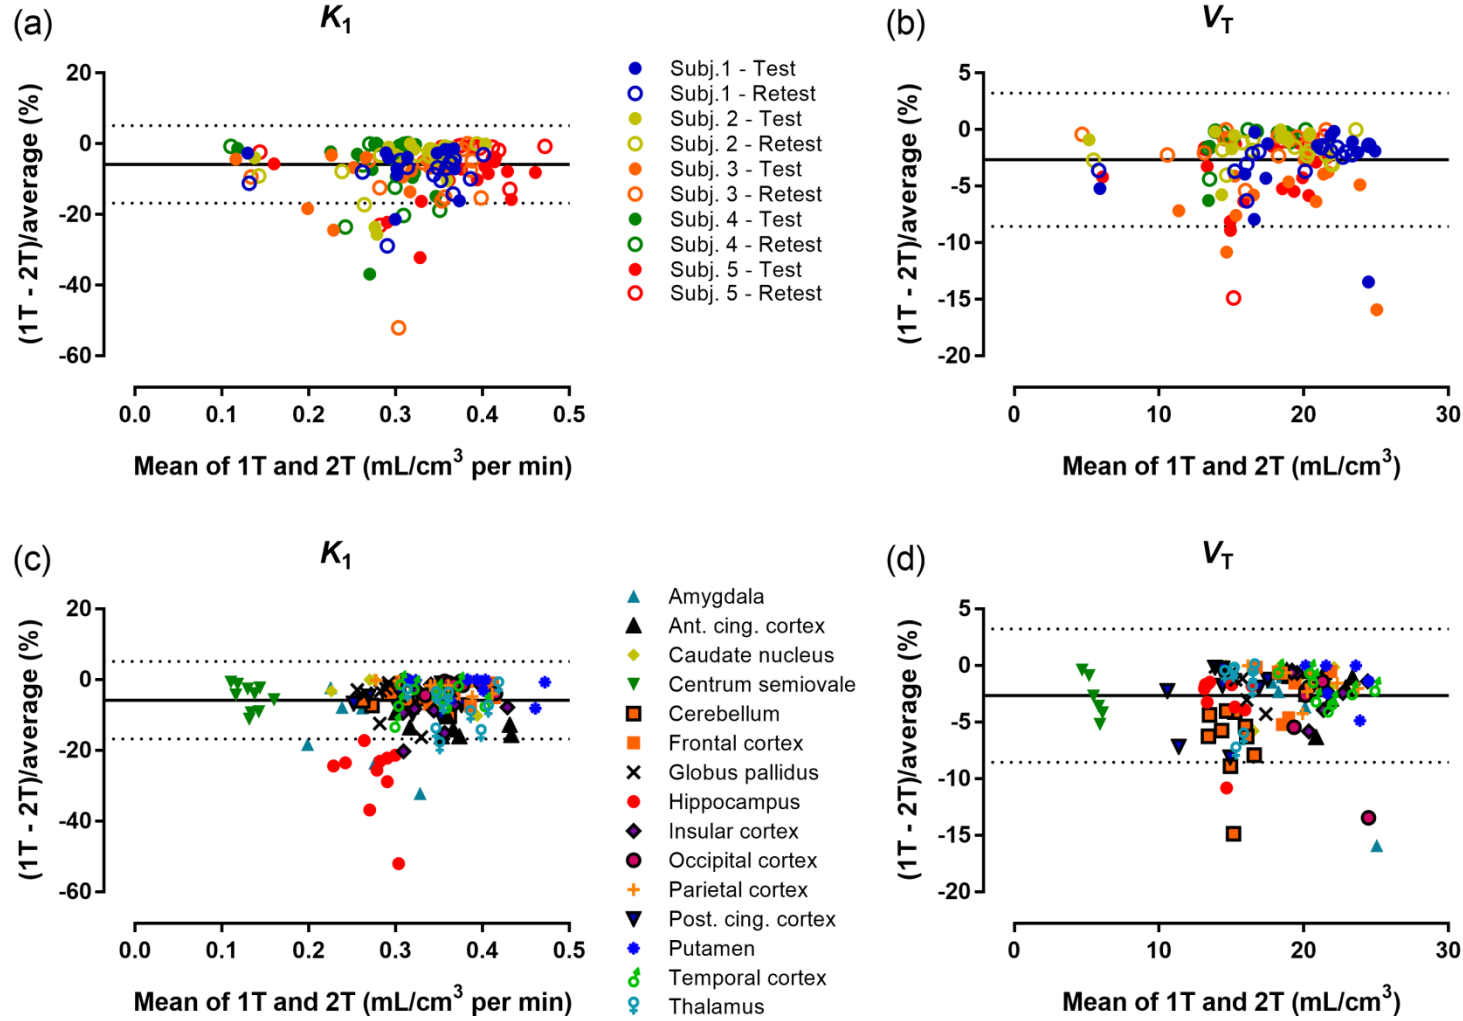 (a)
K1
20
0
-20
-40
-60
(1T - 2T)/average (%)
0.0 0.1 0.2 0.3 0.4 0.5
Mean of 1T and 2T (mL/cm³ per min)
Subj.1 - Test
Subj.1 - Retest
Subj. 2 - Test
Subj. 2 - Retest
Subj. 3 - Test
Subj. 3 - Retest
Subj. 4 - Test
Subj. 4 - Retest
Subj. 5 - Test
Subj. 5 - Retest
(b)
VT
5
0
-5
-10
-15
-20
(1T - 2T)/average (%)
0 10 20 30
Mean of 1T and 2T (mL/cm³)
(c)
K1
20
0
-20
-40
-60
(1T - 2T)/average (%)
0.0 0.1 0.2 0.3 0.4 0.5
Mean of 1T and 2T (mL/cm³ per min)
Amygdala
Ant. cing. cortex
Caudate nucleus
Centrum semiovale
Cerebellum
Frontal cortex
Globus pallidus
Hippocampus
Insular cortex
Occipital cortex
Parietal cortex
Post. cing. cortex
Putamen
Temporal cortex
Thalamus
(d)
VT
5
0
-5
-10
-15
-20
(1T - 2T)/average (%)
0 10 20 30
Mean of 1T and 2T (mL/cm³)